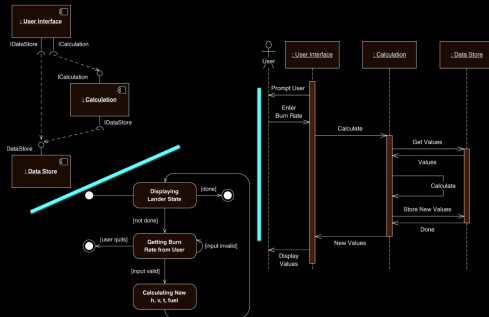 : User Interface
IDataStore
ICalculation
ICalculation
: Calculation
IDataStore
DataStore
: Data Store
Displaying
Lander State
[done]
[not done]
[user quits]
Getting Burn
Rate from User
[input invalid]
[input valid]
Calculating New
h, v, t, fuel
User
: User Interface
: Calculation
: Data Store
Prompt User
Enter
Burn Rate
Calculate
Get Values
Values
Calculate
Store New Values
Done
New Values
Display
Values